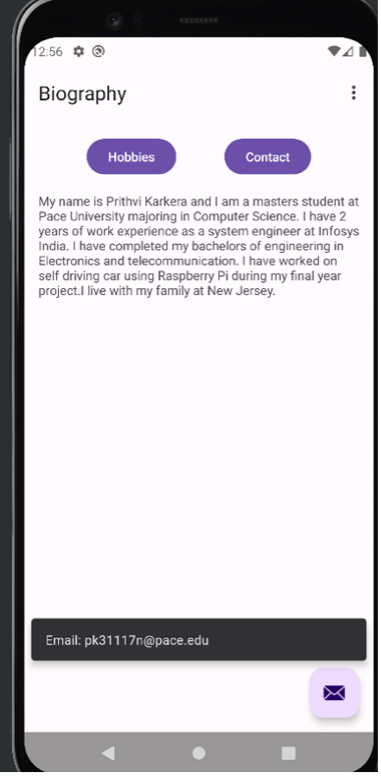 12:56
Biography
Hobbies
Contact
My name is Prithvi Karkera and I am a masters student at
Pace University majoring in Computer Science. I have 2
years of work experience as a system engineer at Infosys
India. I have completed my bachelors of engineering in
Electronics and telecommunication. I have worked on
self driving car using Raspberry Pi during my final year
project.I live with my family at New Jersey.
Email: pk31117n@pace.edu